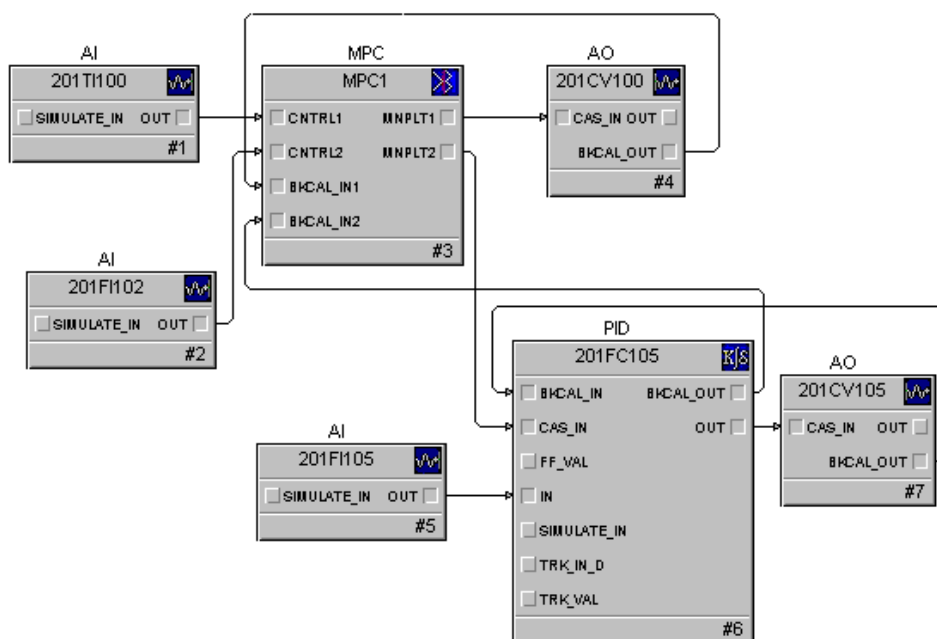 AI
201TI100
SIMULATE_IN OUT
#1
MPC
MPC1
CNTRL1 MNPLT1
CNTRL2 MNPLT2
BKCAL_IN1
BKCAL_IN2
#3
AO
201CV100
CAS_IN OUT
BKCAL_OUT
#4
AI
201FI102
SIMULATE_IN OUT
#2
PID
201FC105
K∫δ
BKCAL_IN BKCAL_OUT
CAS_IN OUT
FF_VAL
IN
SIMULATE_IN
TRK_IN_D
TRK_VAL
#6
AO
201CV105
CAS_IN OUT
BKCAL_OUT
#7
AI
201FI105
SIMULATE_IN OUT
#5